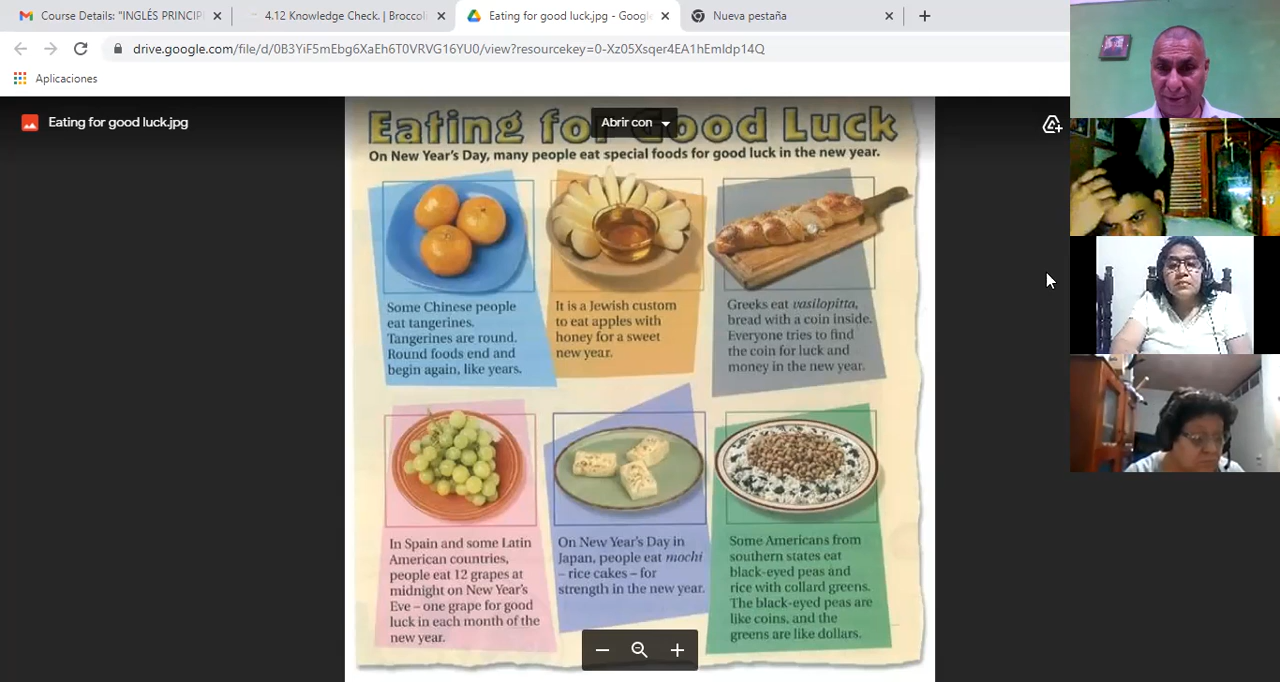 Course Details: "INGLÉS PRINCIPI
4.12 Knowledge Check. | Broccoli
Eating for good luck.jpg - Google
Nueva pestaña
drive.google.com/file/d/0B3YiF5mEbg6XaEh6T0VRVG16YU0/view?resourcekey=0-Xz05Xsqer4EA1hEmIdp14Q
Aplicaciones
Eating for good luck.jpg
Abrir con
Eating for Good Luck
On New Year's Day, many people eat special foods for good luck in the new year.
Some Chinese people
eat tangerines.
Tangerines are round.
Round foods end and
begin again, like years.
It is a Jewish custom
to eat apples with
honey for a sweet
new year.
Greeks eat vasilopitta,
bread with a coin inside.
Everyone tries to find
the coin for luck and
money in the new year.
In Spain and some Latin
American countries,
people eat 12 grapes at
midnight on New Year's
Eve – one grape for good
luck in each month of the
new year.
On New Year's Day in
Japan, people eat mochi
– rice cakes – for
strength in the new year.
Some Americans from
southern states eat
black-eyed peas and
rice with collard greens.
The black-eyed peas are
like coins, and the
greens are like dollars.